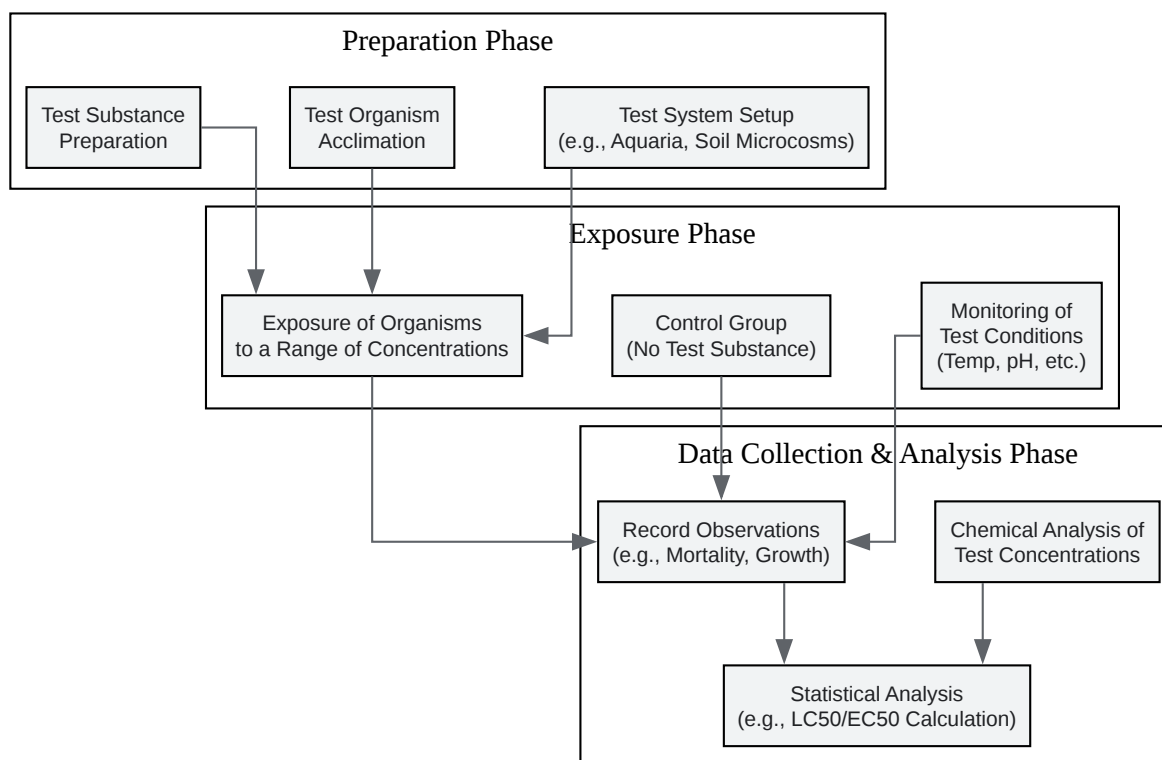 Preparation Phase
Test Substance
Preparation
Test Organism
Acclimation
Test System Setup
(e.g., Aquaria, Soil Microcosms)
Exposure Phase
Exposure of Organisms
to a Range of Concentrations
Control Group
(No Test Substance)
Monitoring of
Test Conditions
(Temp, pH, etc.)
Data Collection & Analysis Phase
Record Observations
(e.g., Mortality, Growth)
Chemical Analysis of
Test Concentrations
Statistical Analysis
(e.g., LC50/EC50 Calculation)